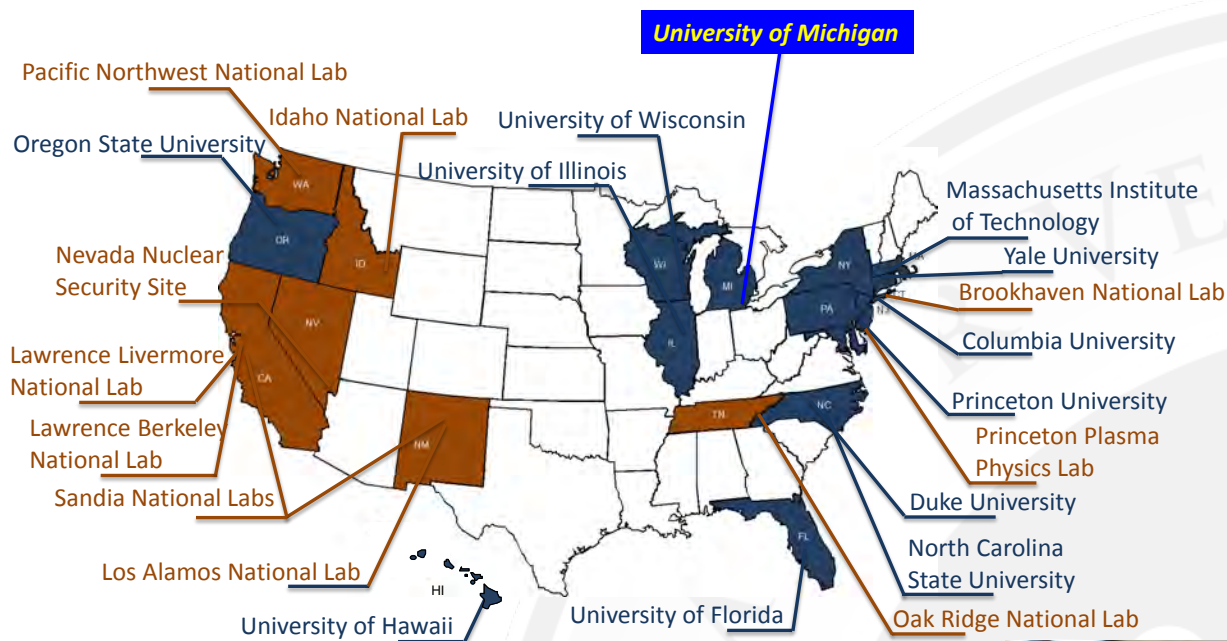 University of Michigan
Pacific Northwest National Lab
Idaho National Lab
University of Wisconsin
Oregon State University
University of Illinois
Massachusetts Institute
of Technology
Nevada Nuclear
Security Site
Yale University
Brookhaven National Lab
Lawrence Livermore
National Lab
Columbia University
Lawrence Berkeley
National Lab
Princeton University
Princeton Plasma
Physics Lab
Sandia National Labs
Duke University
North Carolina
State University
Los Alamos National Lab
University of Hawaii
University of Florida
Oak Ridge National Lab
WA
OR
ID
NV
CA
NM
WI
MI
IL
NY
PA
MA
CT
NJ
TN
NC
FL
HI